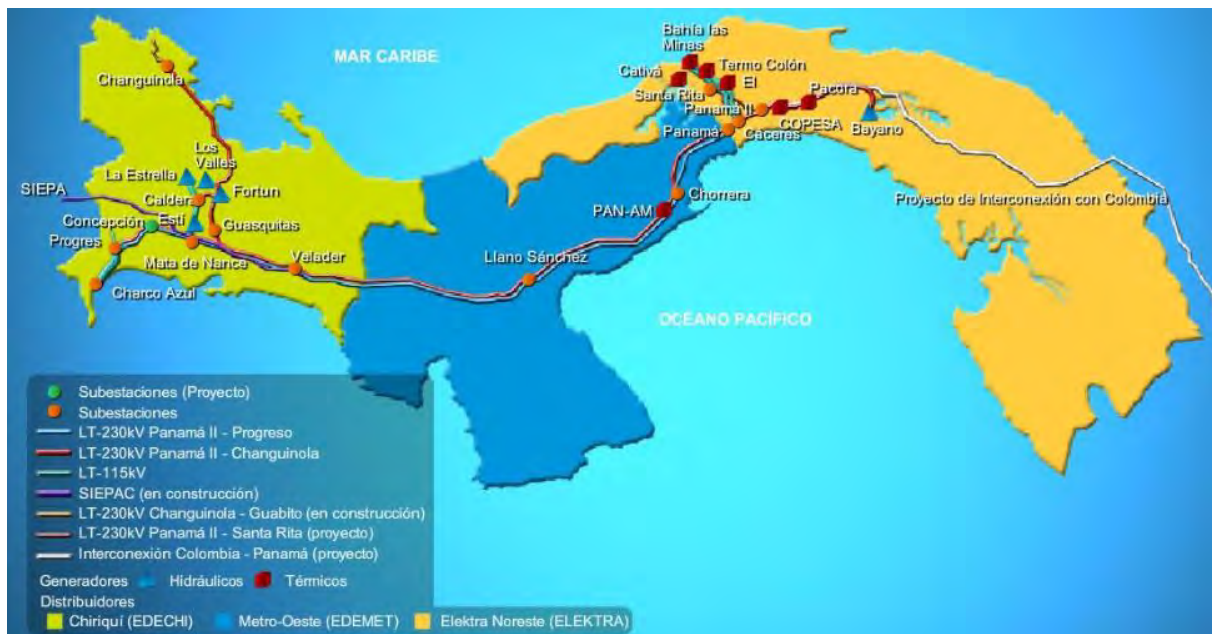 MAR CARIBE
Bahía las
Minas
Termo Colón
Cativá
El
Santa Rita
Pacora
Panamá II
COPESA
Panamá
Cáceres
Bayano
Changuinola
Los
Valles
La Estrella
Fortun
SIEPA
Caldera
Chorrera
Proyecto de Interconexión con Colombia
Concepción
Estí
Guasquitas
PAN-AM
Progres
Mata de Nance
Velader
Llano Sánchez
Charco Azul
OCEANO PACÍFICO
Subestaciones (Proyecto)
Subestaciones
LT-230kV Panamá II - Progreso
LT-230kV Panamá II - Changuinola
LT-115kV
SIEPAC (en construcción)
LT-230kV Changuinola - Guabito (en construcción)
LT-230kV Panamá II - Santa Rita (proyecto)
Interconexión Colombia - Panamá (proyecto)
Generadores Hidráulicos Térmicos
Distribuidores
Chiriquí (EDECHI) Metro-Oeste (EDEMET) Elektra Noreste (ELEKTRA)